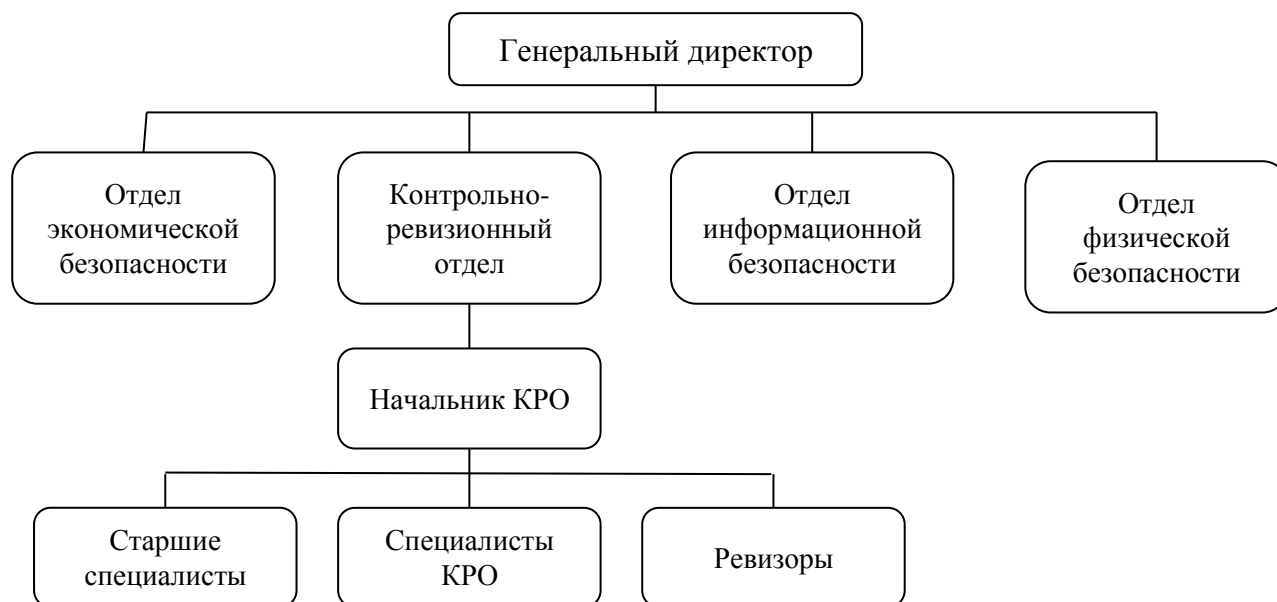 Генеральный директор
Отдел
экономической
безопасности
Контрольно-
ревизионный
отдел
Отдел
информационной
безопасности
Отдел
физической
безопасности
Начальник КРО
Старшие
специалисты
Специалисты
КРО
Ревизоры